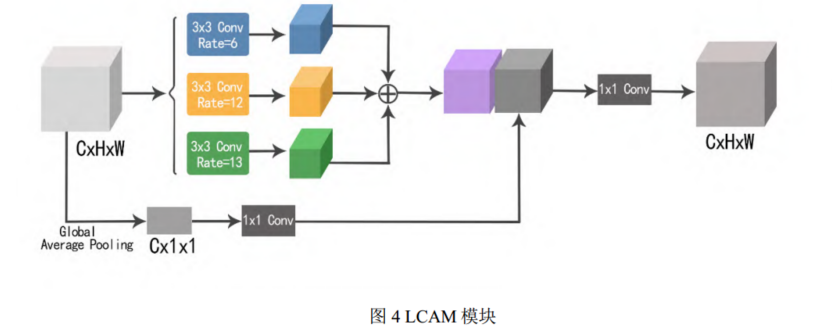 3x3 Conv
Rate=6
3x3 Conv
Rate=12
3x3 Conv
Rate=13
CxHxW
1x1 Conv
CxHxW
Global
Average Pooling
Cx1x1
1x1 Conv
图 4 LCAM 模块